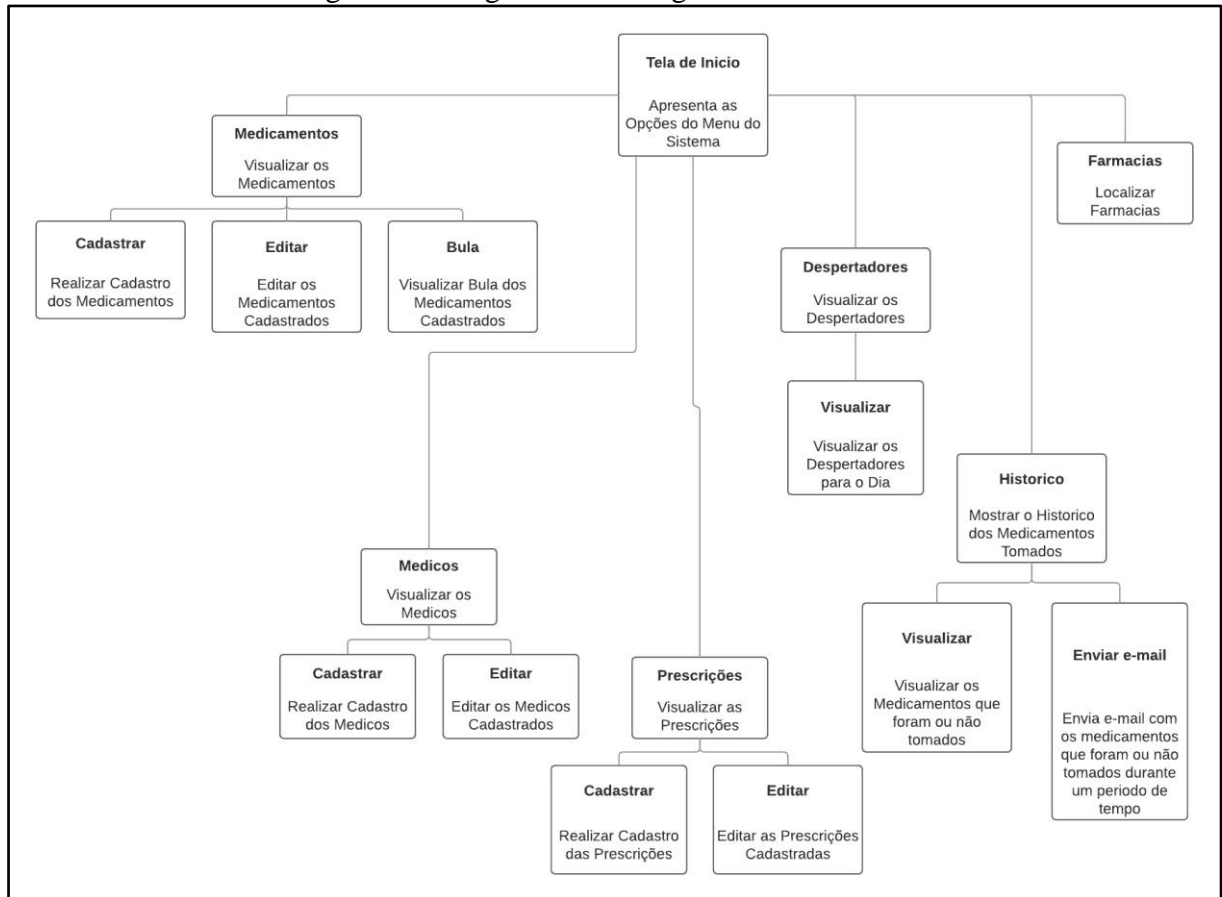 Tela de Inicio
Apresenta as
Opções do Menu do
Sistema
Medicamentos
Visualizar os
Medicamentos
Farmacias
Localizar
Farmacias
Cadastrar
Realizar Cadastro
dos Medicamentos
Editar
Editar os
Medicamentos
Cadastrados
Bula
Visualizar Bula dos
Medicamentos
Cadastrados
Despertadores
Visualizar os
Despertadores
Visualizar
Visualizar os
Despertadores
para o Dia
Historico
Mostrar o Historico
dos Medicamentos
Tomados
Medicos
Visualizar os
Medicos
Cadastrar
Realizar Cadastro
dos Medicos
Editar
Editar os Medicos
Cadastrados
Prescrições
Visualizar as
Prescrições
Visualizar
Visualizar os
Medicamentos que
foram ou não
tomados
Enviar e-mail
Envia e-mail com
os medicamentos
que foram ou não
tomados durante
um periodo de
tempo
Cadastrar
Realizar Cadastro
das Prescrições
Editar
Editar as Prescrições
Cadastradas